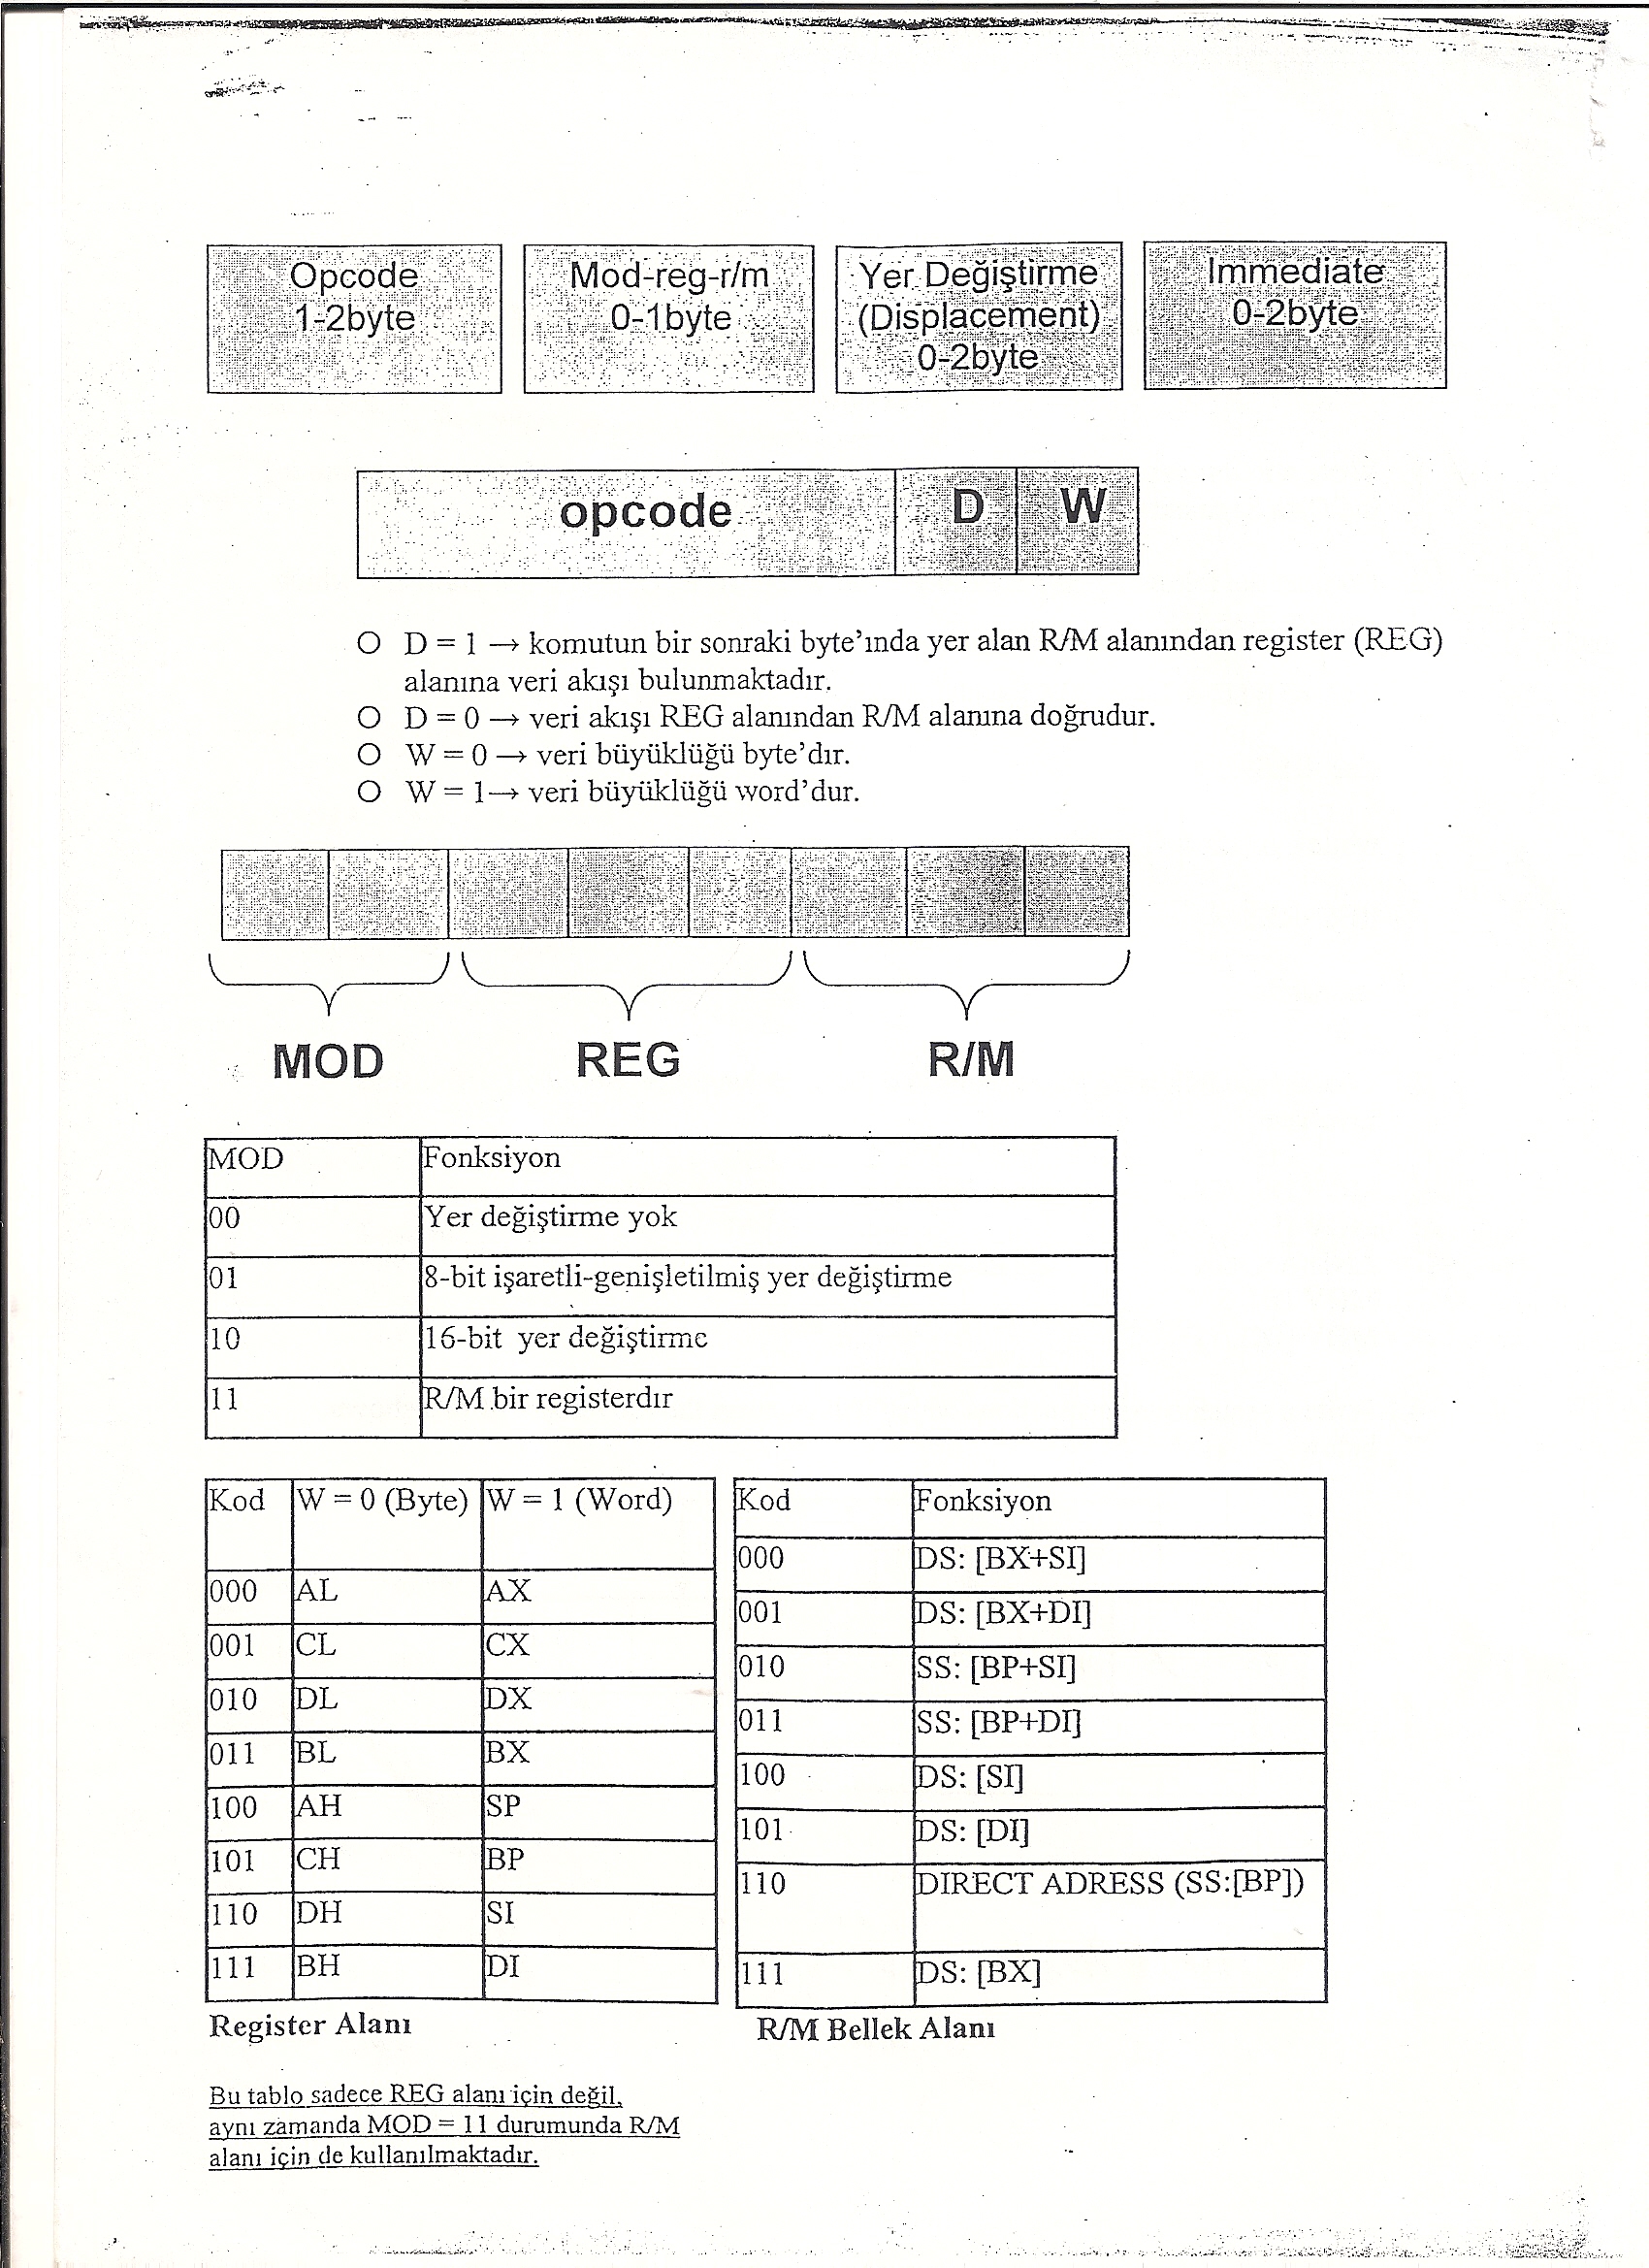 Opcode
1-2byte
Mod-reg-r/m
0-1byte
Yer Değiştirme
(Displacement)
0-2byte
Immediate
0-2byte
opcode D W
O D = 1 → komutun bir sonraki byte'ında yer alan R/M alanından register (REG)
alanına veri akışı bulunmaktadır.
O D = 0 → veri akışı REG alanından R/M alanına doğrudur.
O W = 0 → veri büyüklüğü byte'dır.
O W = 1→ veri büyüklüğü word'dur.
MOD REG R/M
MOD Fonksiyon
00 Yer değiştirme yok
01 8-bit işaretli-genişletilmiş yer değiştirme
10 16-bit yer değiştirme
11 R/M bir registerdır
Kod W = 0 (Byte) W = 1 (Word)
000 AL AX
001 CL CX
010 DL DX
011 BL BX
100 AH SP
101 CH BP
110 DH SI
111 BH DI
Register Alanı
Bu tablo sadece REG alanı için değil,
aynı zamanda MOD = 11 durumunda R/M
alanı için de kullanılmaktadır.
Kod Fonksiyon
000 DS: [BX+SI]
001 DS: [BX+DI]
010 SS: [BP+SI]
011 SS: [BP+DI]
100 DS: [SI]
101 DS: [DI]
110 DIRECT ADRESS (SS:[BP])
111 DS: [BX]
R/M Bellek Alanı